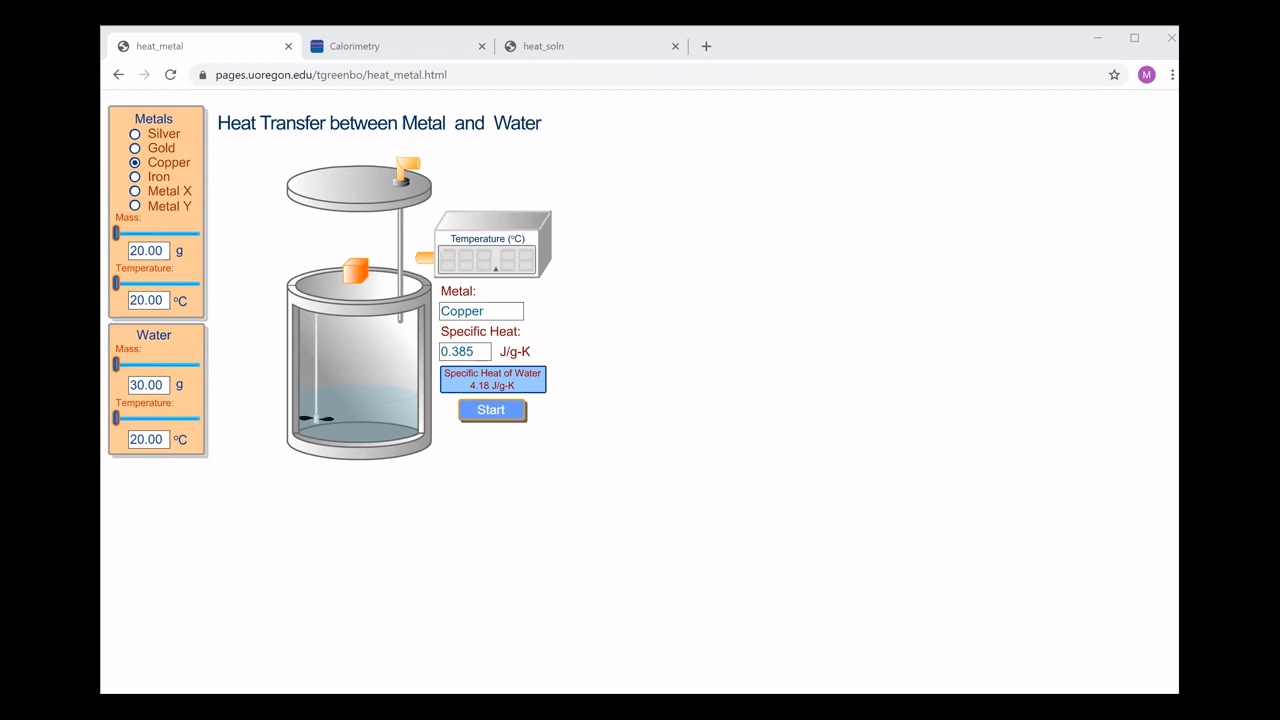 heat_metal
Calorimetry
heat_soln
pages.uoregon.edu/tgreenbo/heat_metal.html
M
Metals
Silver
Gold
Copper
Iron
Metal X
Metal Y
Mass:
20.00 g
Temperature:
20.00 °C
Water
Mass:
30.00 g
Temperature:
20.00 °C
Heat Transfer between Metal and Water
Temperature (°C)
Metal:
Copper
Specific Heat:
0.385 J/g-K
Specific Heat of Water
4.18 J/g-K
Start